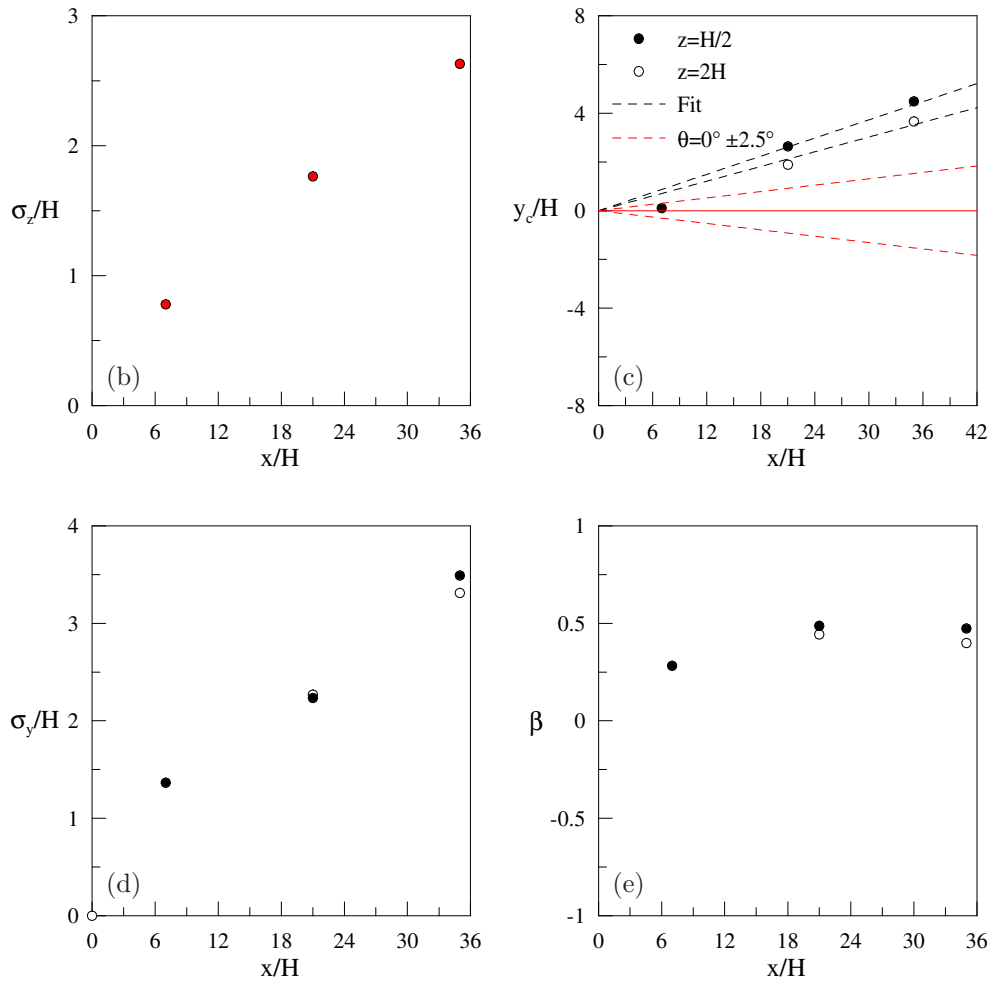 3
2
σz/H
1
0
(b)
0 6 12 18 24 30 36
x/H
8
z=H/2
z=2H
4
Fit
θ=0° ±2.5°
yc/H
0
-4
-8
(c)
0 6 12 18 24 30 36 42
x/H
4
3
σy/H
2
1
0
(d)
0 6 12 18 24 30 36
x/H
1
0.5
β
0
-0.5
-1
(e)
0 6 12 18 24 30 36
x/H